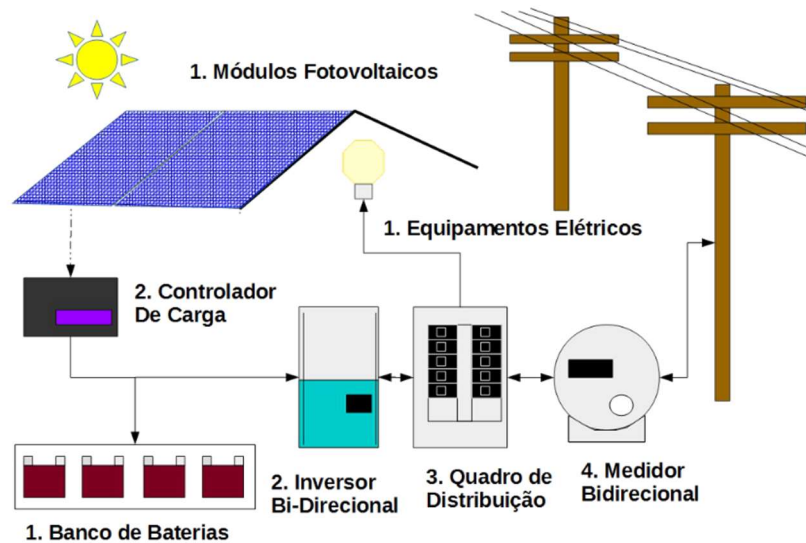 1. Módulos Fotovoltaicos
1. Equipamentos Elétricos
2. Controlador
De Carga
2. Inversor
Bi-Direcional
3. Quadro de
Distribuição
4. Medidor
Bidirecional
1. Banco de Baterias